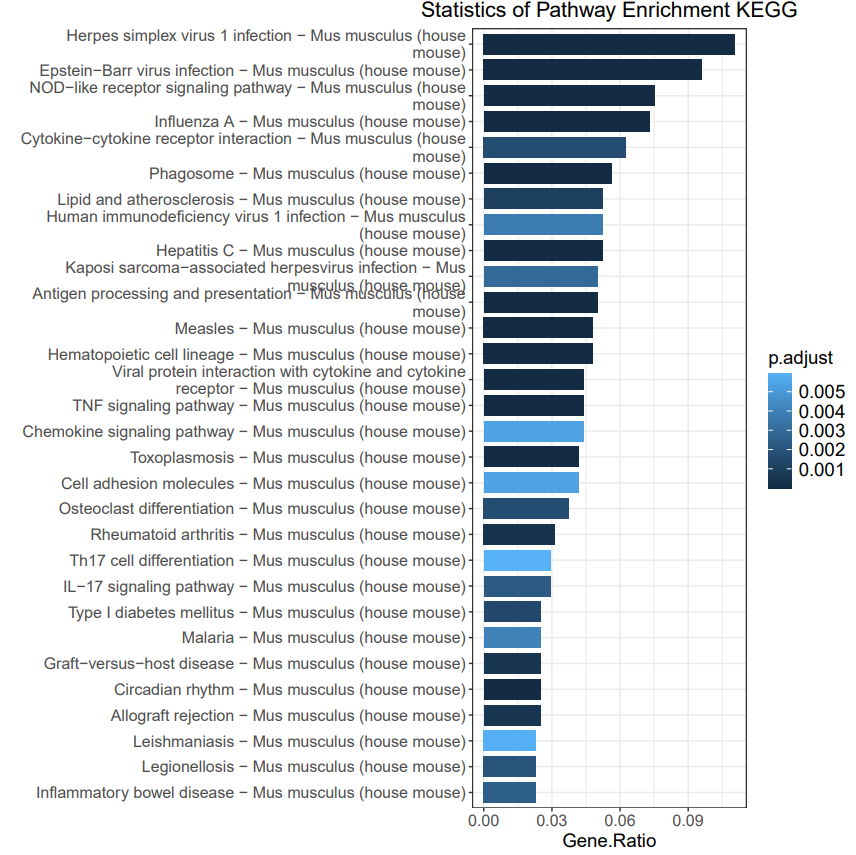 Statistics of Pathway Enrichment KEGG
Herpes simplex virus 1 infection − Mus musculus (house
mouse)
Epstein−Barr virus infection − Mus musculus (house mouse)
NOD−like receptor signaling pathway − Mus musculus (house
mouse)
Influenza A − Mus musculus (house mouse)
Cytokine−cytokine receptor interaction − Mus musculus (house
mouse)
Phagosome − Mus musculus (house mouse)
Lipid and atherosclerosis − Mus musculus (house mouse)
Human immunodeficiency virus 1 infection − Mus musculus
(house mouse)
Hepatitis C − Mus musculus (house mouse)
Kaposi sarcoma−associated herpesvirus infection − Mus
musculus (house mouse)
Antigen processing and presentation − Mus musculus (house
mouse)
Measles − Mus musculus (house mouse)
Hematopoietic cell lineage − Mus musculus (house mouse)
Viral protein interaction with cytokine and cytokine
receptor − Mus musculus (house mouse)
TNF signaling pathway − Mus musculus (house mouse)
Chemokine signaling pathway − Mus musculus (house mouse)
Toxoplasmosis − Mus musculus (house mouse)
Cell adhesion molecules − Mus musculus (house mouse)
Osteoclast differentiation − Mus musculus (house mouse)
Rheumatoid arthritis − Mus musculus (house mouse)
Th17 cell differentiation − Mus musculus (house mouse)
IL−17 signaling pathway − Mus musculus (house mouse)
Type I diabetes mellitus − Mus musculus (house mouse)
Malaria − Mus musculus (house mouse)
Graft−versus−host disease − Mus musculus (house mouse)
Circadian rhythm − Mus musculus (house mouse)
Allograft rejection − Mus musculus (house mouse)
Leishmaniasis − Mus musculus (house mouse)
Legionellosis − Mus musculus (house mouse)
Inflammatory bowel disease − Mus musculus (house mouse)
0.00 0.03 0.06 0.09
Gene.Ratio
p.adjust
0.005
0.004
0.003
0.002
0.001